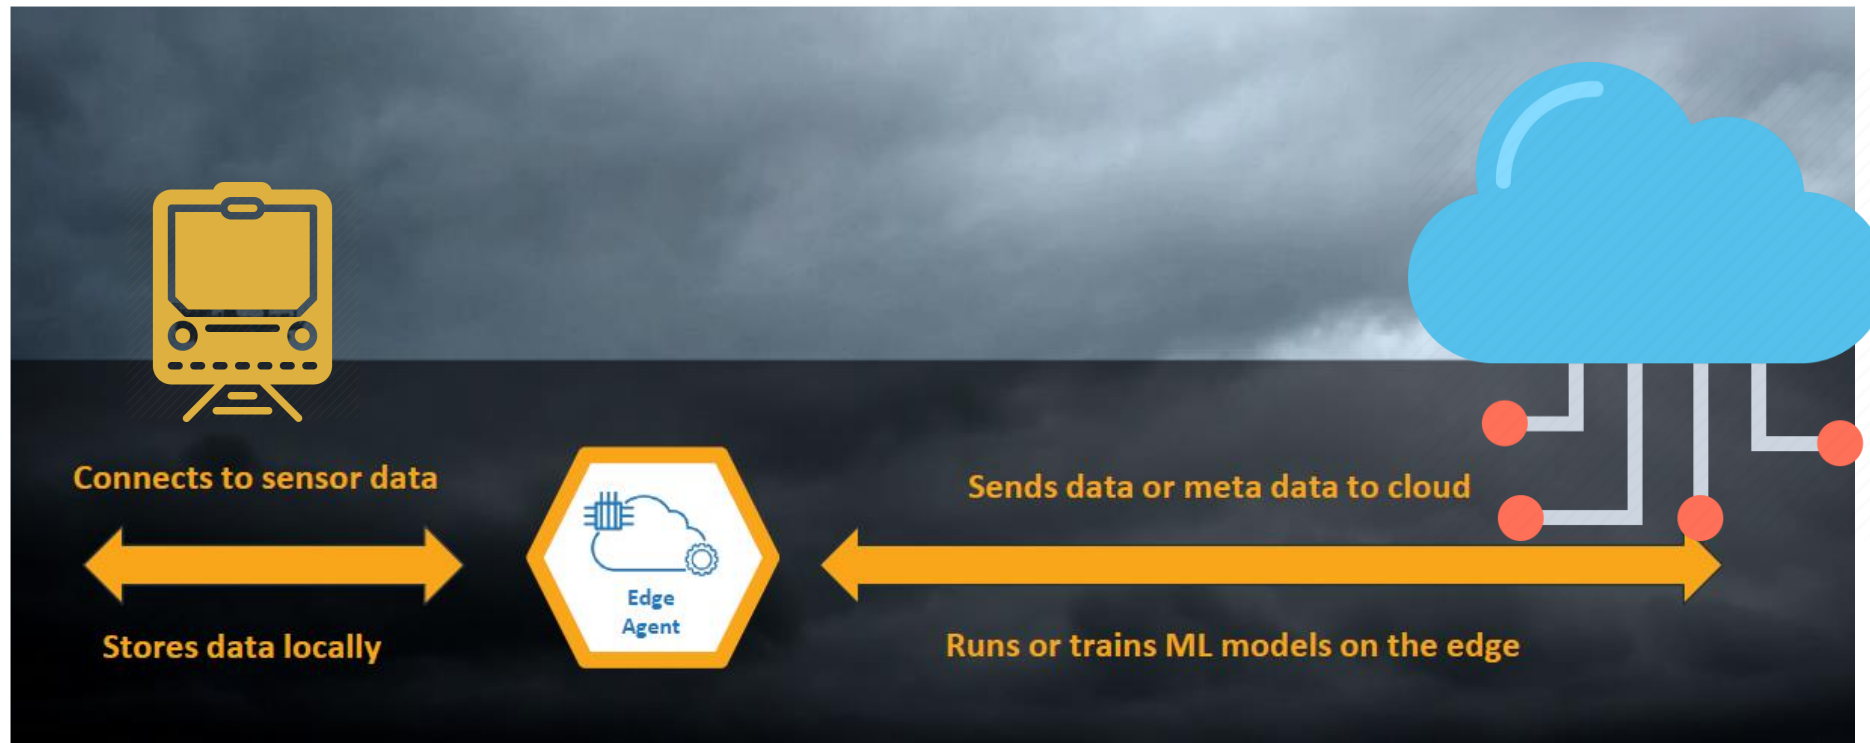 Connects to sensor data
Stores data locally
Edge
Agent
Sends data or meta data to cloud
Runs or trains ML models on the edge